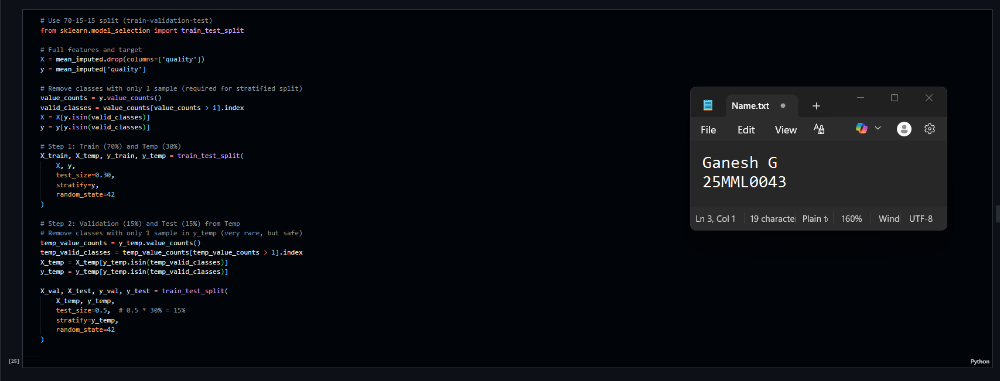 # Use 70-15-15 split (train-validation-test)
from sklearn.model_selection import train_test_split

# Full features and target
X = mean_imputed.drop(columns=['quality'])
y = mean_imputed['quality']

# Remove classes with only 1 sample (required for stratified split)
value_counts = y.value_counts()
valid_classes = value_counts[value_counts > 1].index
X = X[y.isin(valid_classes)]
y = y[y.isin(valid_classes)]

# Step 1: Train (70%) and Temp (30%)
X_train, X_temp, y_train, y_temp = train_test_split(
    X, y,
    test_size=0.30,
    stratify=y,
    random_state=42
)

# Step 2: Validation (15%) and Test (15%) from Temp
# Remove classes with only 1 sample in y_temp (very rare, but safe)
temp_value_counts = y_temp.value_counts()
temp_valid_classes = temp_value_counts[temp_value_counts > 1].index
X_temp = X_temp[y_temp.isin(temp_valid_classes)]
y_temp = y_temp[y_temp.isin(temp_valid_classes)]

X_val, X_test, y_val, y_test = train_test_split(
    X_temp, y_temp,
    test_size=0.5,  # 0.5 * 30% = 15%
    stratify=y_temp,
    random_state=42
)
[25]
Python
Name.txt
File Edit View
Ganesh G
25MML0043
Ln 3, Col 1 19 characte Plain t 160% Wind UTF-8